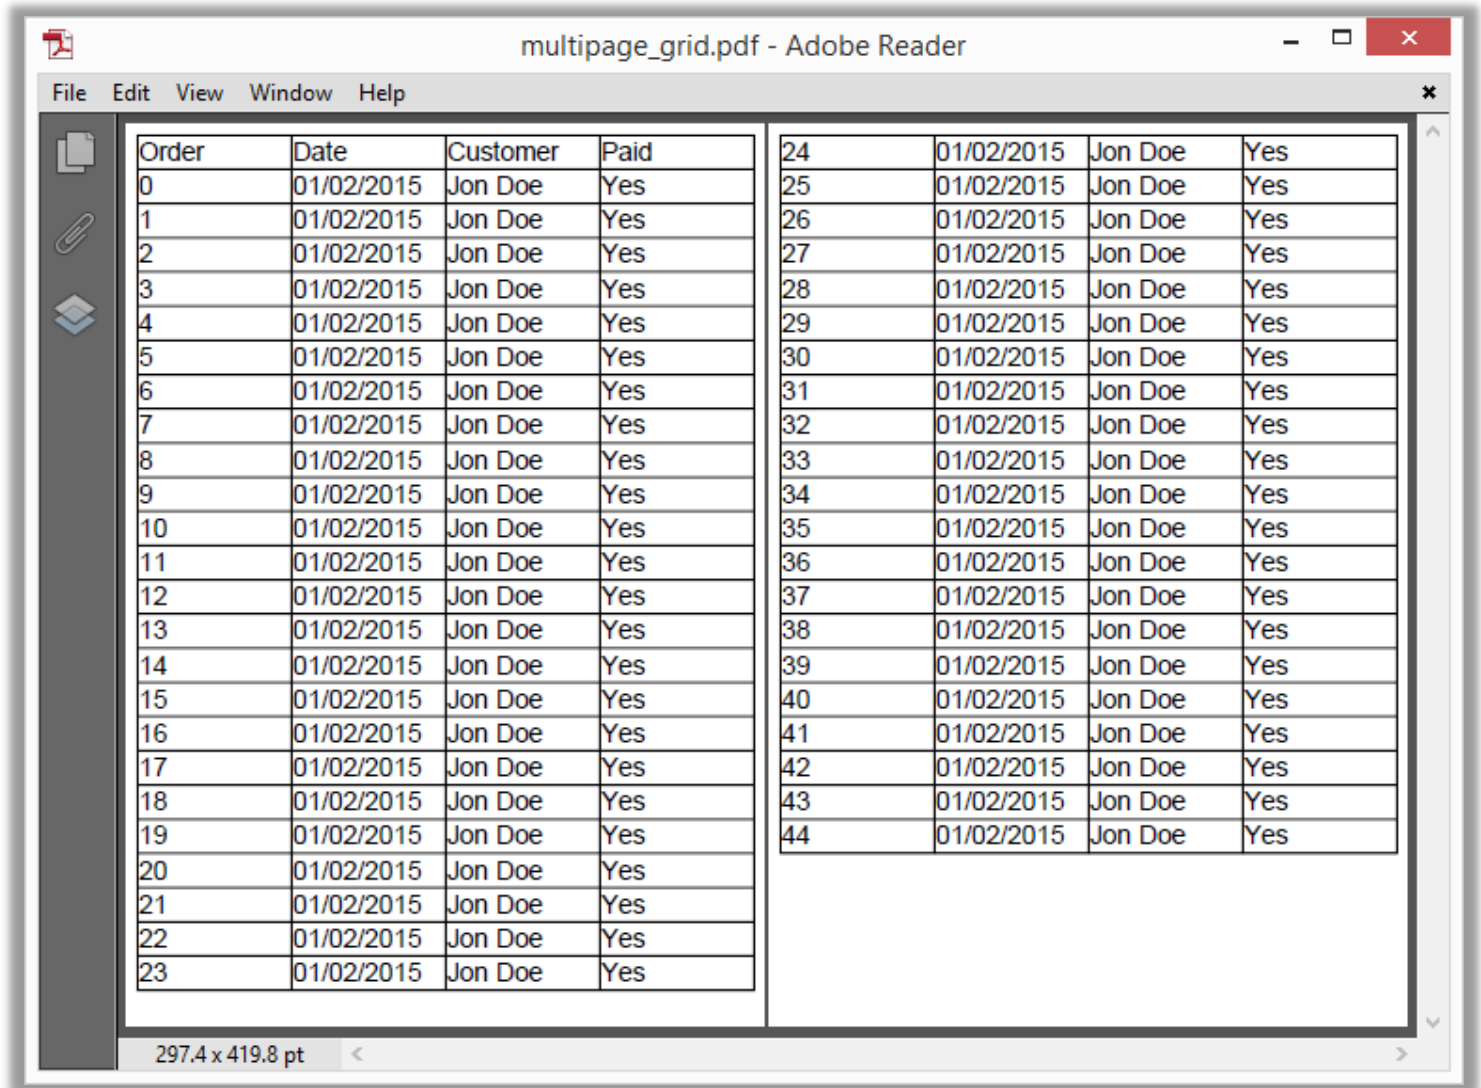 multipage_grid.pdf - Adobe Reader
File Edit View Window Help
Order Date Customer Paid
0 01/02/2015 Jon Doe Yes
1 01/02/2015 Jon Doe Yes
2 01/02/2015 Jon Doe Yes
3 01/02/2015 Jon Doe Yes
4 01/02/2015 Jon Doe Yes
5 01/02/2015 Jon Doe Yes
6 01/02/2015 Jon Doe Yes
7 01/02/2015 Jon Doe Yes
8 01/02/2015 Jon Doe Yes
9 01/02/2015 Jon Doe Yes
10 01/02/2015 Jon Doe Yes
11 01/02/2015 Jon Doe Yes
12 01/02/2015 Jon Doe Yes
13 01/02/2015 Jon Doe Yes
14 01/02/2015 Jon Doe Yes
15 01/02/2015 Jon Doe Yes
16 01/02/2015 Jon Doe Yes
17 01/02/2015 Jon Doe Yes
18 01/02/2015 Jon Doe Yes
19 01/02/2015 Jon Doe Yes
20 01/02/2015 Jon Doe Yes
21 01/02/2015 Jon Doe Yes
22 01/02/2015 Jon Doe Yes
23 01/02/2015 Jon Doe Yes
24 01/02/2015 Jon Doe Yes
25 01/02/2015 Jon Doe Yes
26 01/02/2015 Jon Doe Yes
27 01/02/2015 Jon Doe Yes
28 01/02/2015 Jon Doe Yes
29 01/02/2015 Jon Doe Yes
30 01/02/2015 Jon Doe Yes
31 01/02/2015 Jon Doe Yes
32 01/02/2015 Jon Doe Yes
33 01/02/2015 Jon Doe Yes
34 01/02/2015 Jon Doe Yes
35 01/02/2015 Jon Doe Yes
36 01/02/2015 Jon Doe Yes
37 01/02/2015 Jon Doe Yes
38 01/02/2015 Jon Doe Yes
39 01/02/2015 Jon Doe Yes
40 01/02/2015 Jon Doe Yes
41 01/02/2015 Jon Doe Yes
42 01/02/2015 Jon Doe Yes
43 01/02/2015 Jon Doe Yes
44 01/02/2015 Jon Doe Yes
297.4 x 419.8 pt